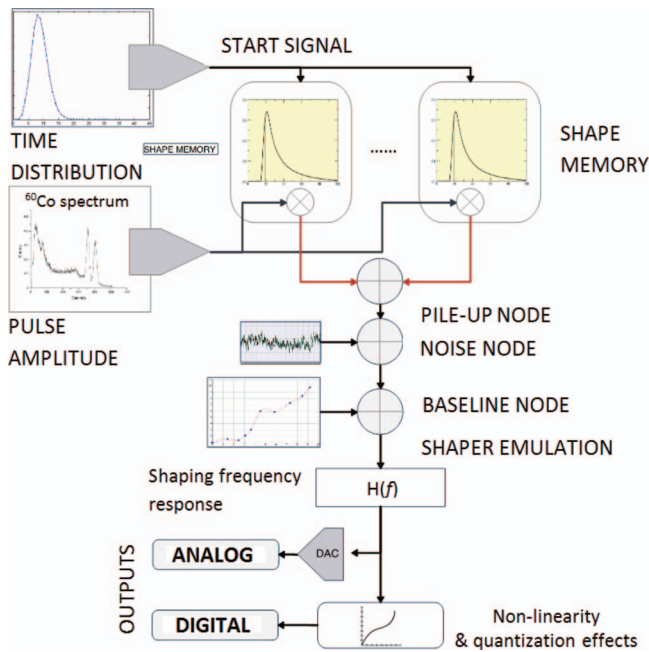 START SIGNAL
TIME
DISTRIBUTION
SHAPE MEMORY
......
SHAPE
MEMORY
60Co spectrum
PULSE
AMPLITUDE
PILE-UP NODE
NOISE NODE
BASELINE NODE
SHAPER EMULATION
Shaping frequency
response
H(f)
OUTPUTS
ANALOG
DAC
DIGITAL
Non-linearity
& quantization effects